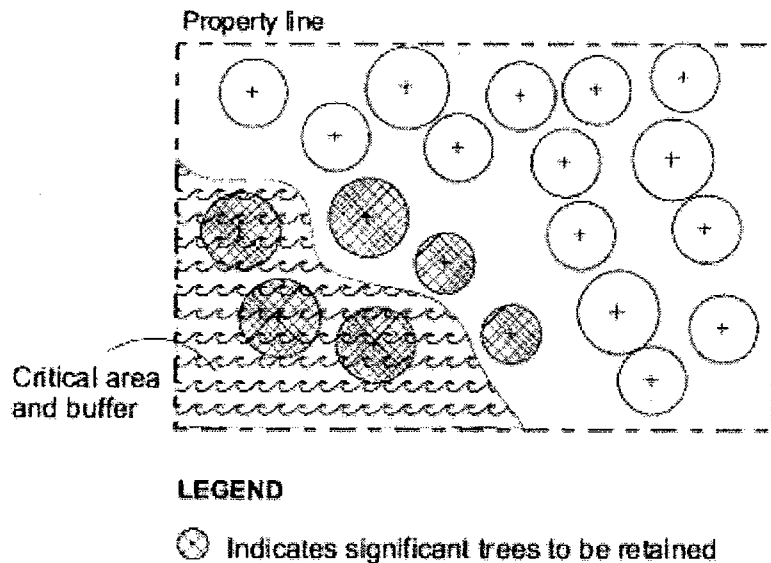 Property line
Critical area
and buffer
LEGEND
Indicates significant trees to be retained